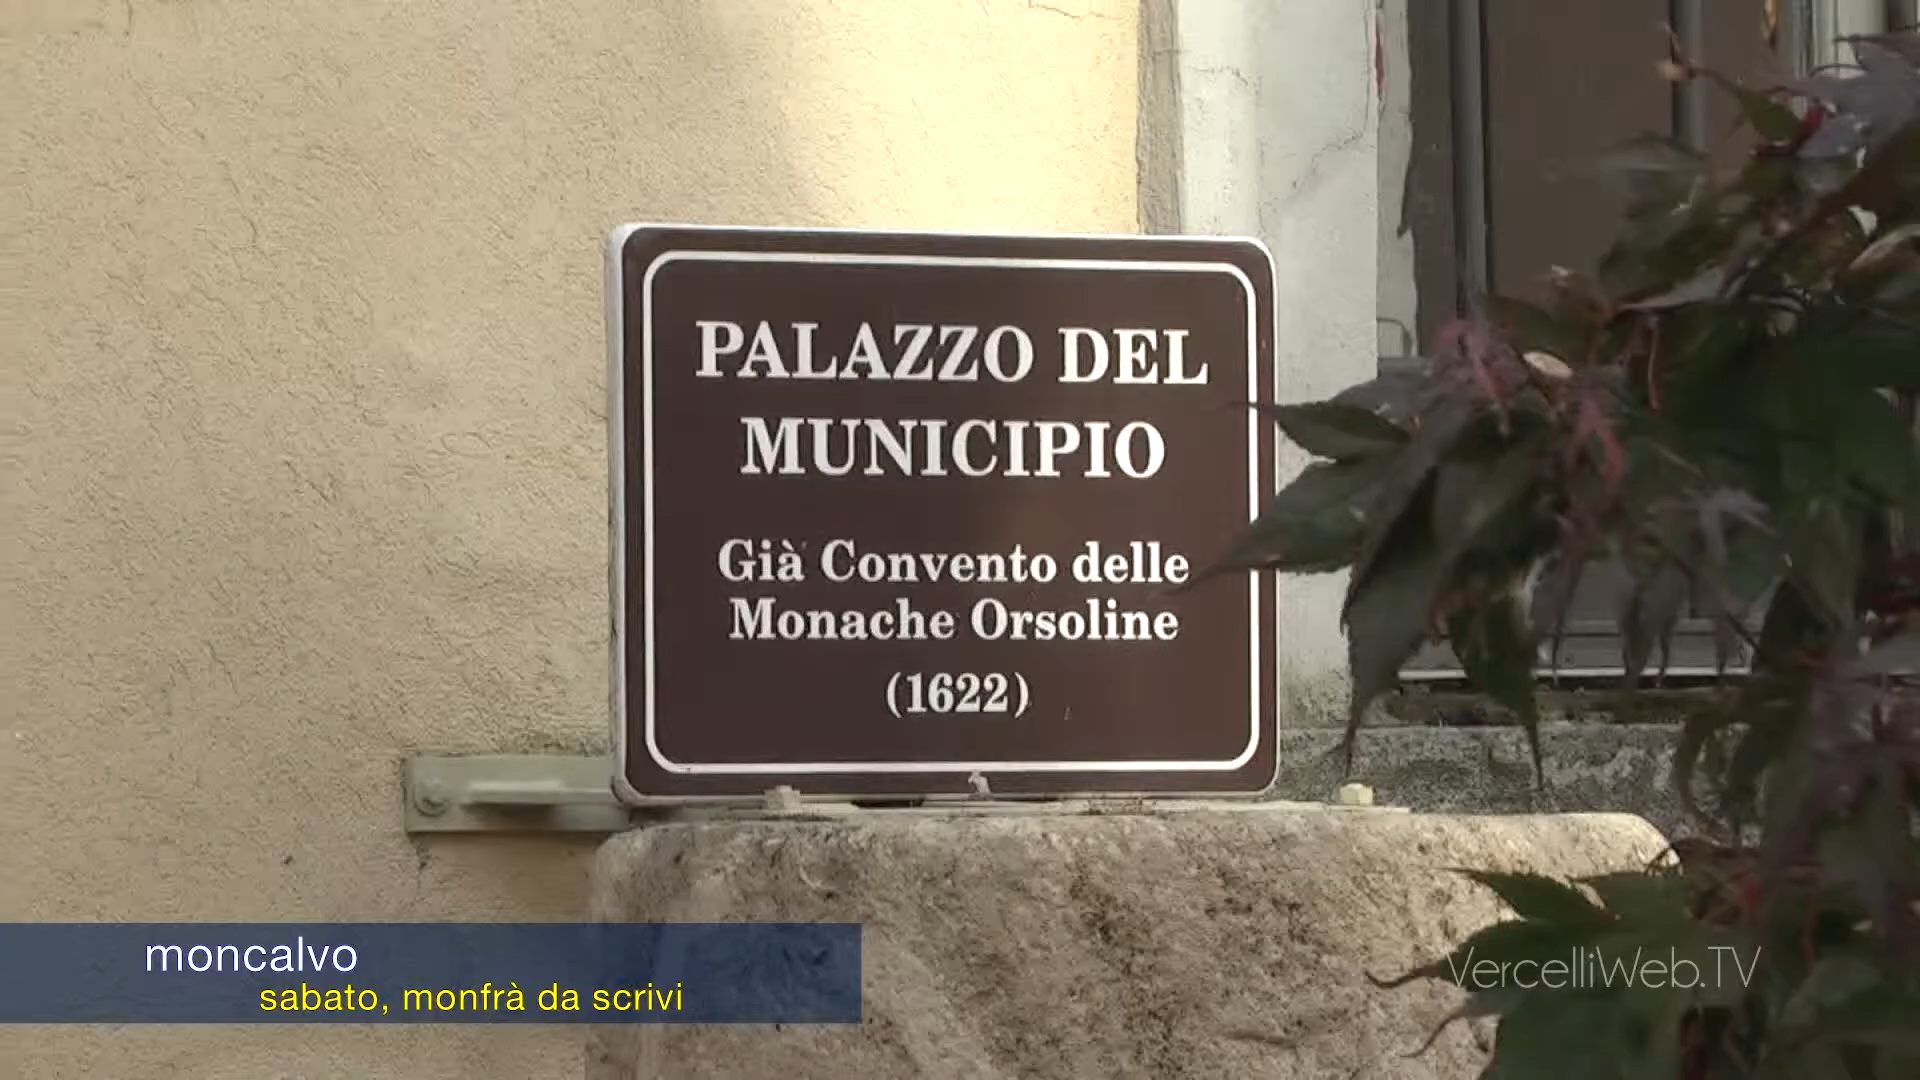 PALAZZO DEL
MUNICIPIO
Già Convento delle
Monache Orsoline
(1622)
moncalvo
sabato, monfrà da scrivi
VercelliWeb.TV